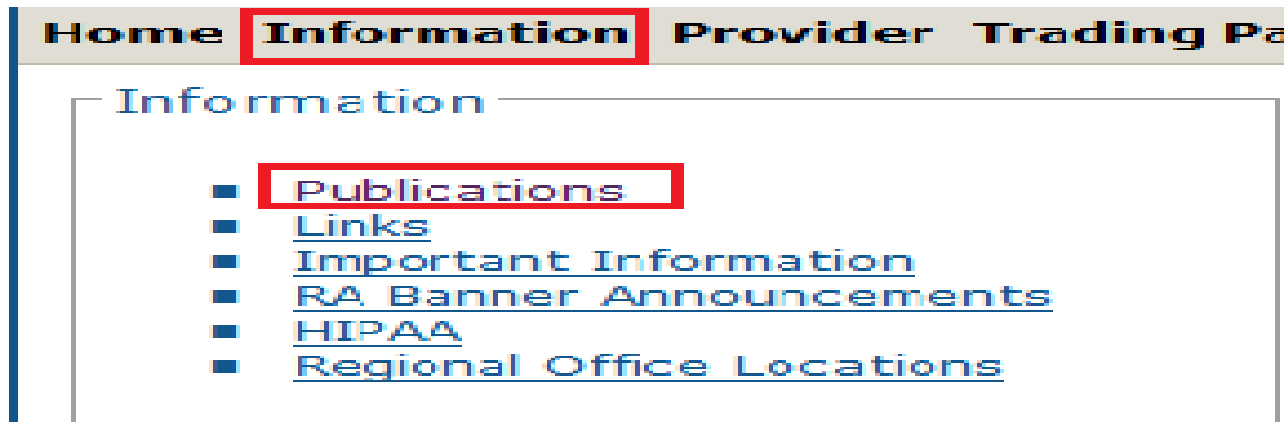 Home Information Provider Trading Pa
Information
Publications
Links
Important Information
RA Banner Announcements
HIPAA
Regional Office Locations